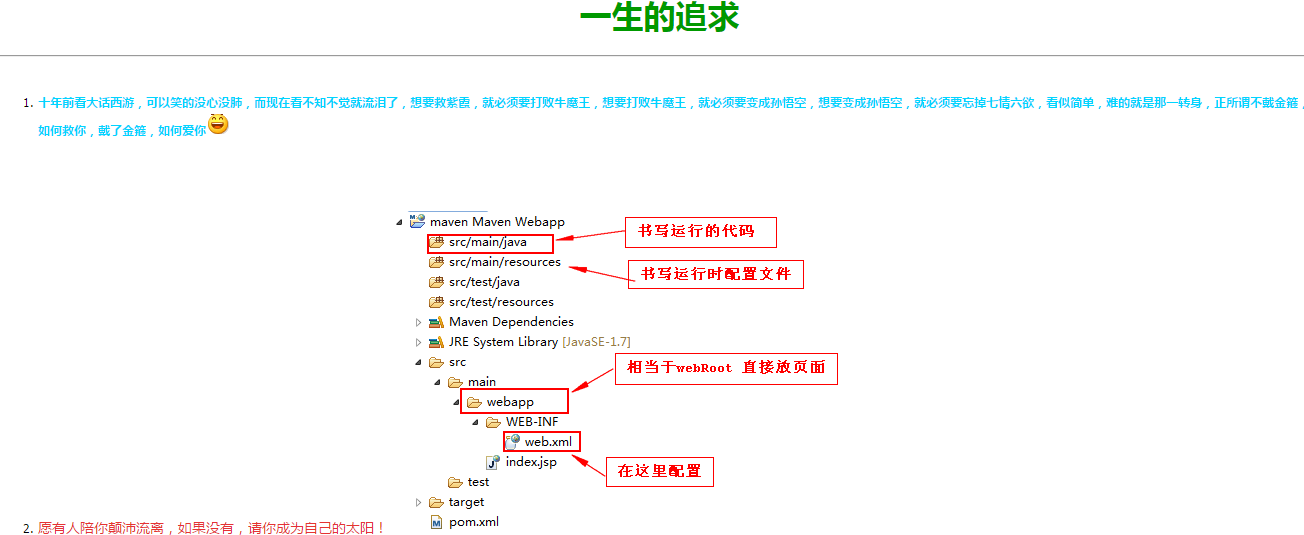 一生的追求
1. 十年前看大话西游，可以笑的没心没肺，而现在看不知不觉就流泪了，想要救紫霞，就必须要打败牛魔王，想要打败牛魔王，就必须要变成孙悟空，想要变成孙悟空，就必须要忘掉七情六欲，看似简单，难的就是那一转身，正所谓不戴金箍，
如何救你，戴了金箍，如何爱你
maven Maven Webapp
src/main/java
书写运行的代码
src/main/resources
书写运行时配置文件
src/test/java
src/test/resources
Maven Dependencies
JRE System Library [JavaSE-1.7]
src
相当于webRoot 直接放页面
main
webapp
WEB-INF
web.xml
index.jsp
在这里配置
test
target
pom.xml
2. 愿有人陪你颠沛流离，如果没有，请你成为自己的太阳！